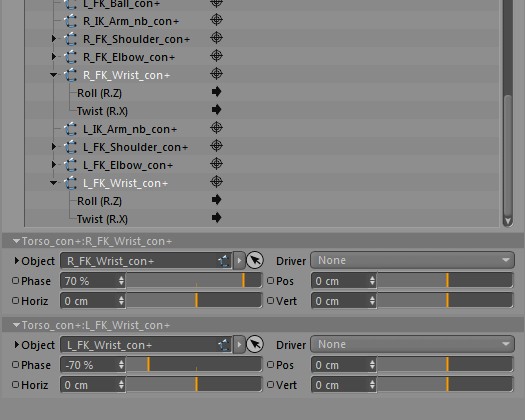 L_FK_Ball_con+
R_IK_Arm_nb_con+
R_FK_Shoulder_con+
R_FK_Elbow_con+
R_FK_Wrist_con+
Roll (R.Z)
Twist (R.X)
L_IK_Arm_nb_con+
L_FK_Shoulder_con+
L_FK_Elbow_con+
L_FK_Wrist_con+
Roll (R.Z)
Twist (R.X)
Torso_con+:R_FK_Wrist_con+
Object R_FK_Wrist_con+ Driver None
Phase 70 % Pos 0 cm
Horiz 0 cm Vert 0 cm
Torso_con+:L_FK_Wrist_con+
Object L_FK_Wrist_con+ Driver None
Phase -70 % Pos 0 cm
Horiz 0 cm Vert 0 cm